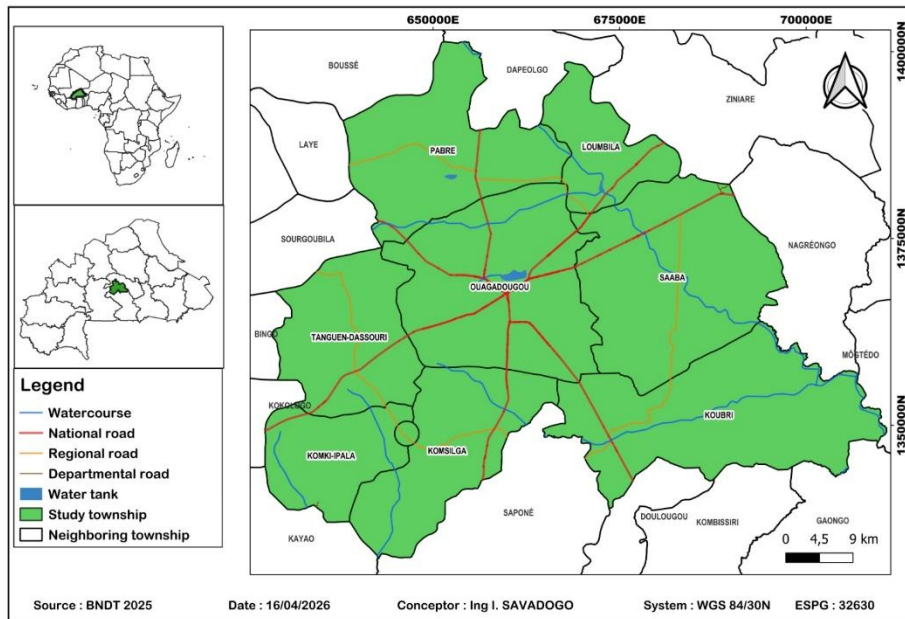 6500000E 6750000E 7000000E
1400000N
BOUSSÉ
DAPEOLGO
ZINIARE
LAYE
PABRE
LOUMBILA
1375000N
SOURGOUBILA
NAGRÉONGO
SAABA
OUAGADOUGOU
BINGO
TANGUEN-DASSOURI
MÔSTÉDO
Legend
Watercourse
National road
Regional road
Departmental road
Water tank
Study township
Neighboring township
KOKOLOGO
KOUBRI
1350000N
KOMKI-IPALA
KOMSILGA
SAPONÉ
DOULOUGOU
KOMBISSIRI
GAONGO
KAYAO
0 4,5 9 km
Source : BNDT 2025 Date : 16/04/2026 Conceptor : Ing I. SAVADOGO System : WGS 84/30N ESPG : 32630